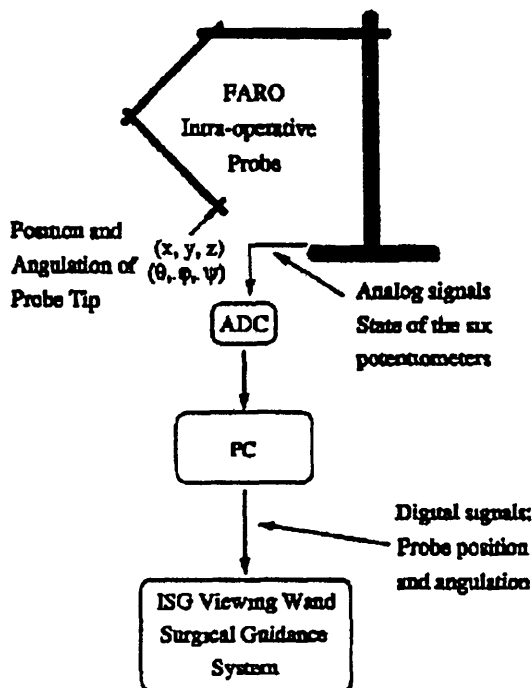 FARO
Intra-operative
Probe
Position and
Angulation of
Probe Tip
(x, y, z)
(θ, φ, ψ)
Analog signals
State of the six
potentiometers
ADC
PC
Digital signals:
Probe position
and angulation
ISG Viewing Wand
Surgical Guidance
System